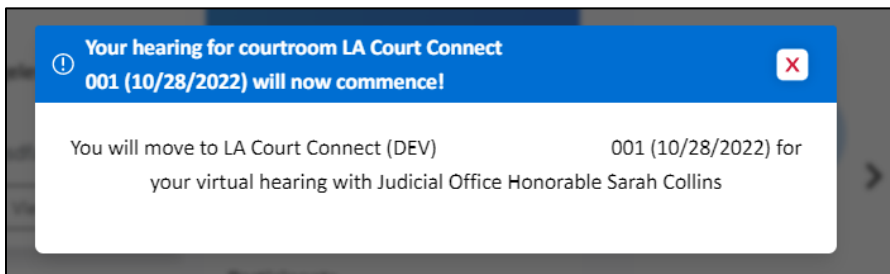 Your hearing for courtroom LA Court Connect
001 (10/28/2022) will now commence!
X
You will move to LA Court Connect (DEV) 001 (10/28/2022) for
your virtual hearing with Judicial Office Honorable Sarah Collins